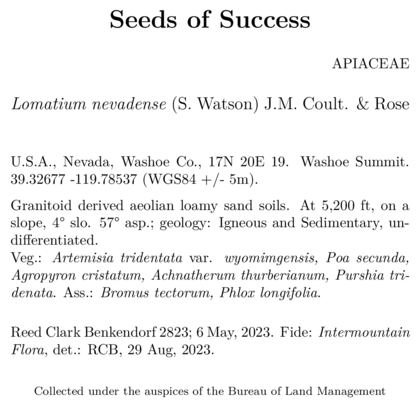 Seeds of Success
APIACEAE
Lomatium nevadense (S. Watson) J.M. Coult. & Rose
U.S.A., Nevada, Washoe Co., 17N 20E 19. Washoe Summit.
39.32677 -119.78537 (WGS84 +/- 5m).
Granitoid derived aeolian loamy sand soils. At 5,200 ft, on a
slope, 4° slo. 57° asp.; geology: Igneous and Sedimentary, un-
differentiated.
Veg.: Artemisia tridentata var. wyomimgensis, Poa secunda,
Agropyron cristatum, Achnatherum thurberianum, Purshia tri-
denata. Ass.: Bromus tectorum, Phlox longifolia.
Reed Clark Benkendorf 2823; 6 May, 2023. Fide: Intermountain
Flora, det.: RCB, 29 Aug, 2023.
Collected under the auspices of the Bureau of Land Management